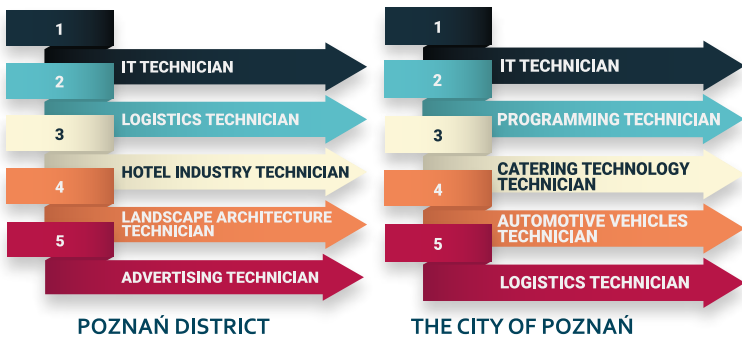 1
IT TECHNICIAN
2
LOGISTICS TECHNICIAN
3
HOTEL INDUSTRY TECHNICIAN
4
LANDSCAPE ARCHITECTURE
TECHNICIAN
5
ADVERTISING TECHNICIAN
POZNAŃ DISTRICT
1
IT TECHNICIAN
2
PROGRAMMING TECHNICIAN
3
CATERING TECHNOLOGY
TECHNICIAN
4
AUTOMOTIVE VEHICLES
TECHNICIAN
5
LOGISTICS TECHNICIAN
THE CITY OF POZNAŃ